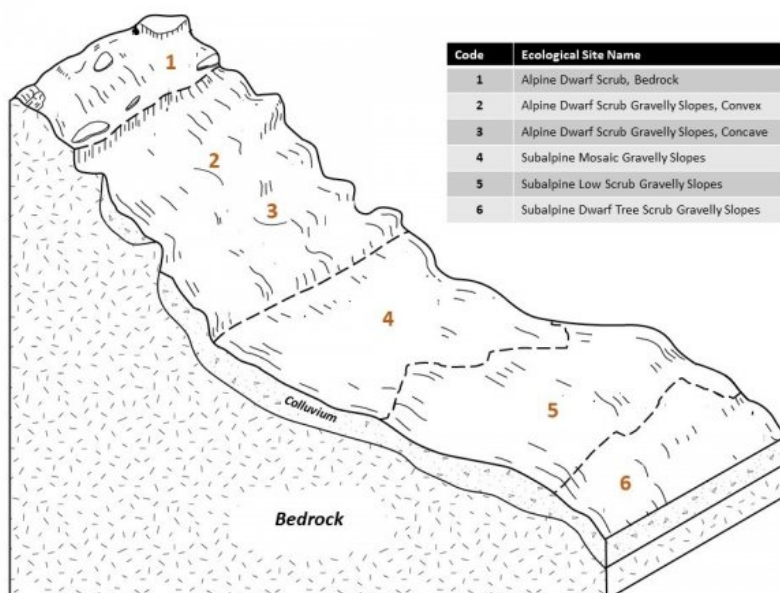 Code Ecological Site Name
1 Alpine Dwarf Scrub, Bedrock
2 Alpine Dwarf Scrub Gravelly Slopes, Convex
3 Alpine Dwarf Scrub Gravelly Slopes, Concave
4 Subalpine Mosaic Gravelly Slopes
5 Subalpine Low Scrub Gravelly Slopes
6 Subalpine Dwarf Tree Scrub Gravelly Slopes
1
2
3
4
5
6
Colluvium
Bedrock